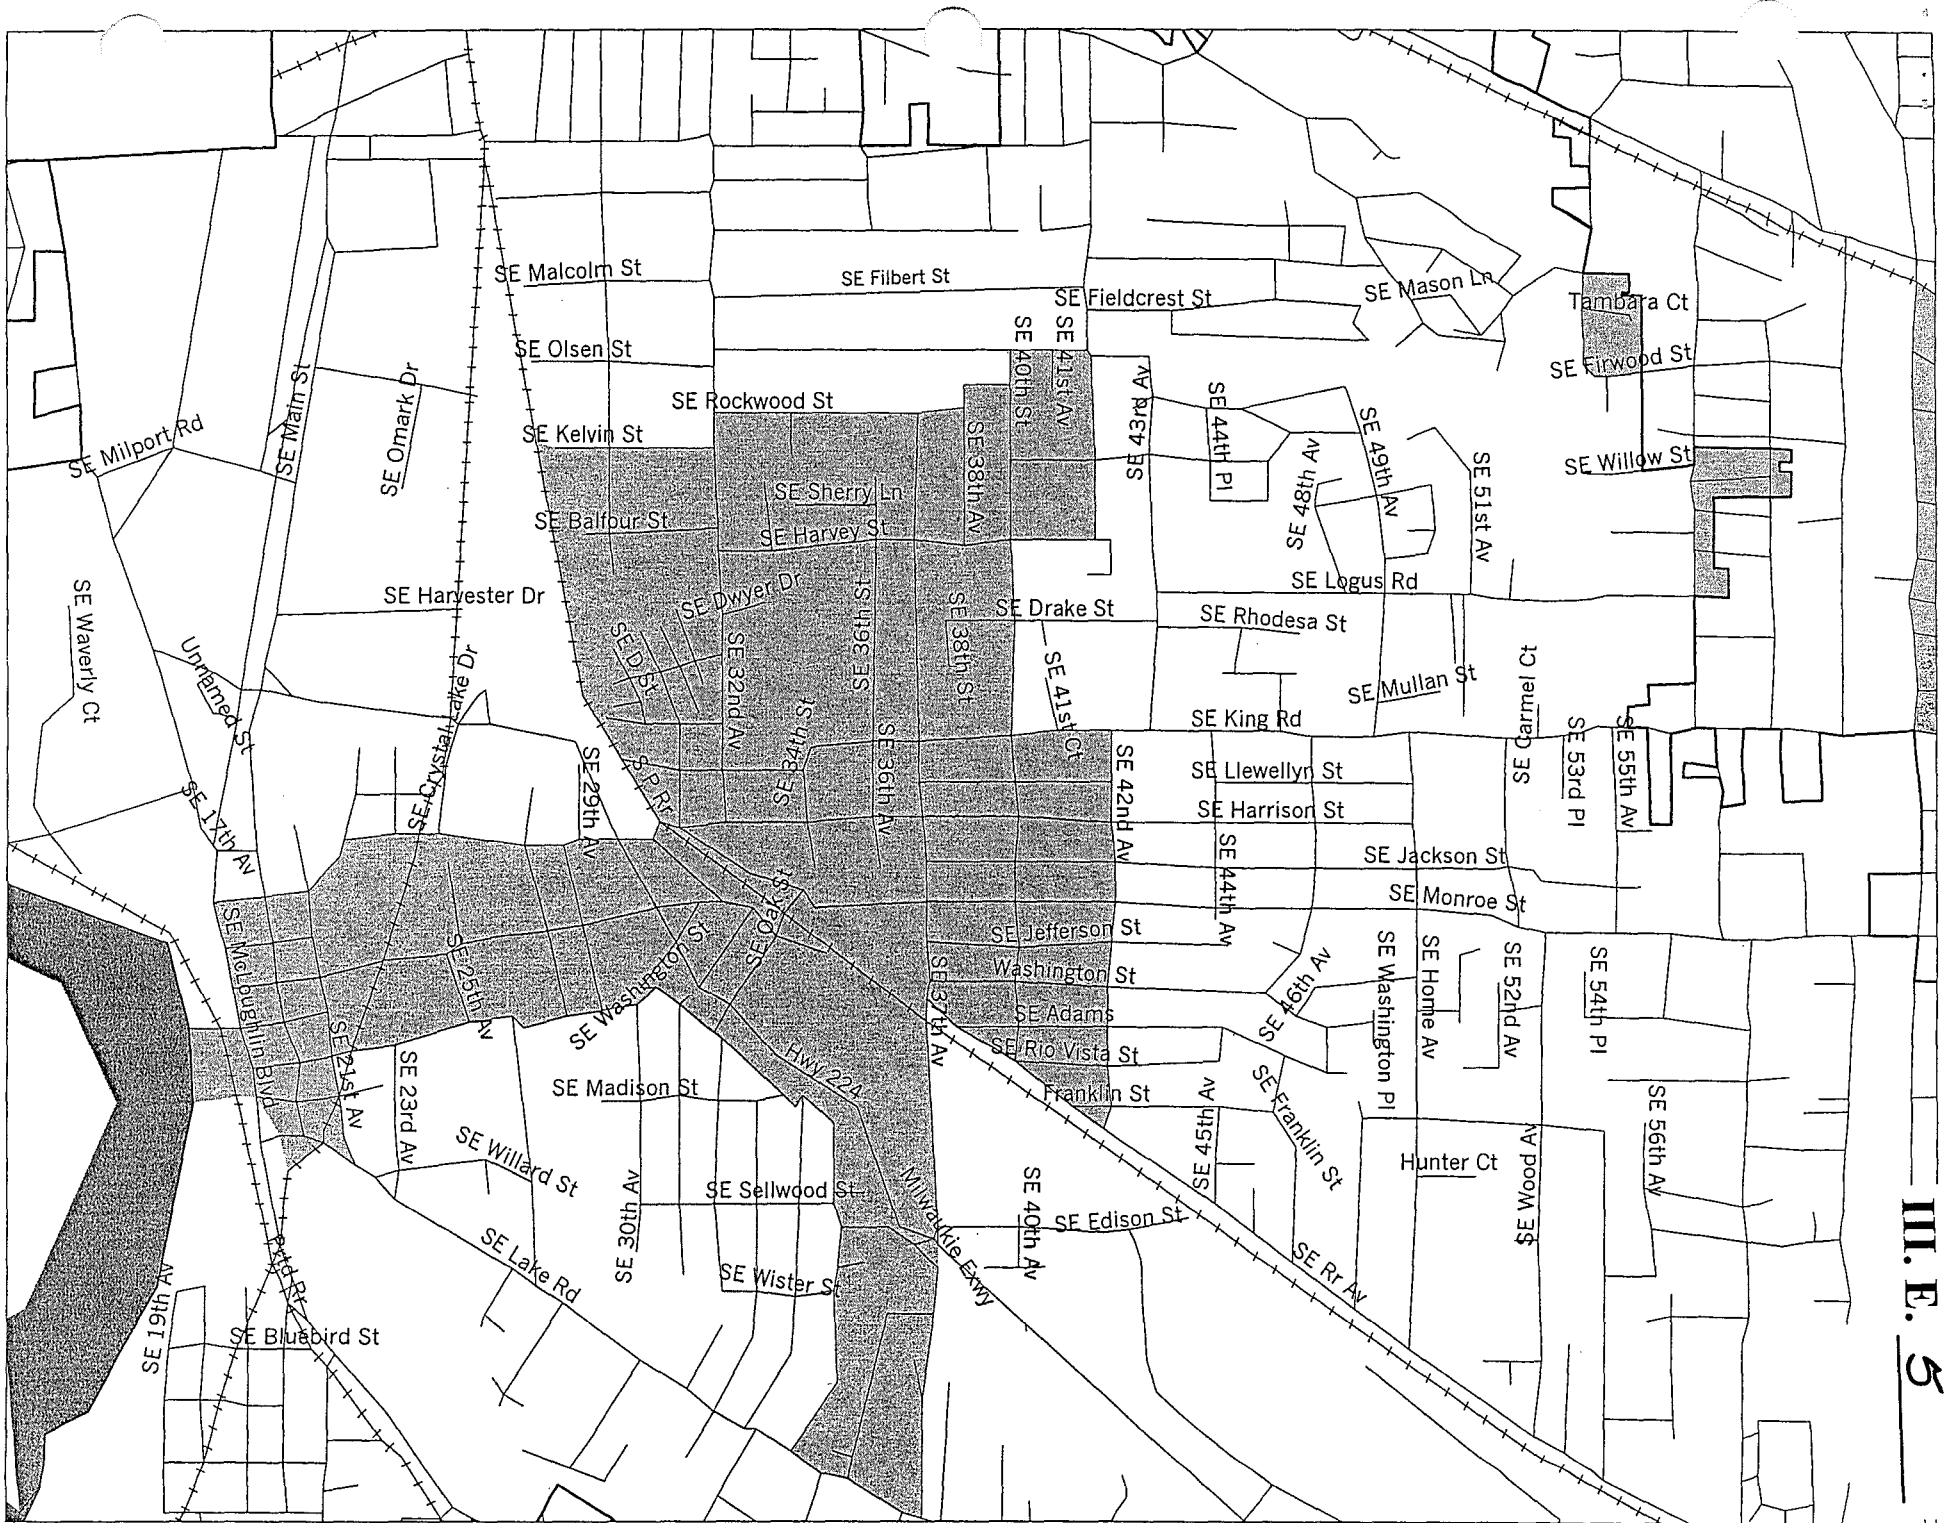 SE Malcolm St
SE Filbert St
SE Fieldcrest St
SE Mason Ln
Tambara Ct
SE Olsen St
SE 40th St
SE 41st Av
SE Firwood St
SE Main St
SE Omark Dr
SE Rockwood St
SE Kelvin St
SE 38th Av
SE 43rd Av
SE 44th Pl
SE 49th Av
SE 48th Av
SE 51st Av
SE Willow St
SE Milport Rd
SE Sherry Ln
SE Balfour St
SE Harvey St
SE Waverly Ct
SE Harvester Dr
SE Dwyer Dr
SE 36th St
SE 38th St
SE Drake St
SE Logus Rd
SE Rhodesa St
SE D St
SE 32nd Av
SE 41st Ct
SE Mullan St
SE Carmel Ct
Unnamed St
SE Crystal Lake Dr
SE King Rd
SE 34th St
SE 36th Av
SE 29th Av
S P Rr
SE 42nd Av
SE Llewellyn St
SE 53rd Pl
SE 55th Av
SE 17th Av
SE Harrison St
SE 44th Av
SE Jackson St
SE Monroe St
SE McLoughlin Blvd
SE 25th Av
SE Washington St
SE Oak St
SE Jefferson St
Washington St
SE 37th Av
SE 46th Av
SE Washington Pl
SE Home Av
SE 52nd Av
SE 54th Pl
SE Adams
SE Rio Vista St
SE 21st Av
SE 23rd Av
Hwy 224
SE Madison St
Franklin St
SE 45th Av
SE Franklin St
SE 56th Av
SE Willard St
Hunter Ct
SE Wood Av
SE 30th Av
SE Sellwood St
Milwaukie Exwy
SE 40th Av
SE Edison St
SE Lake Rd
Prtd Rr
SE 19th Av
SE Wister St
SE Rr Av
SE Bluebird St
III. E. 5